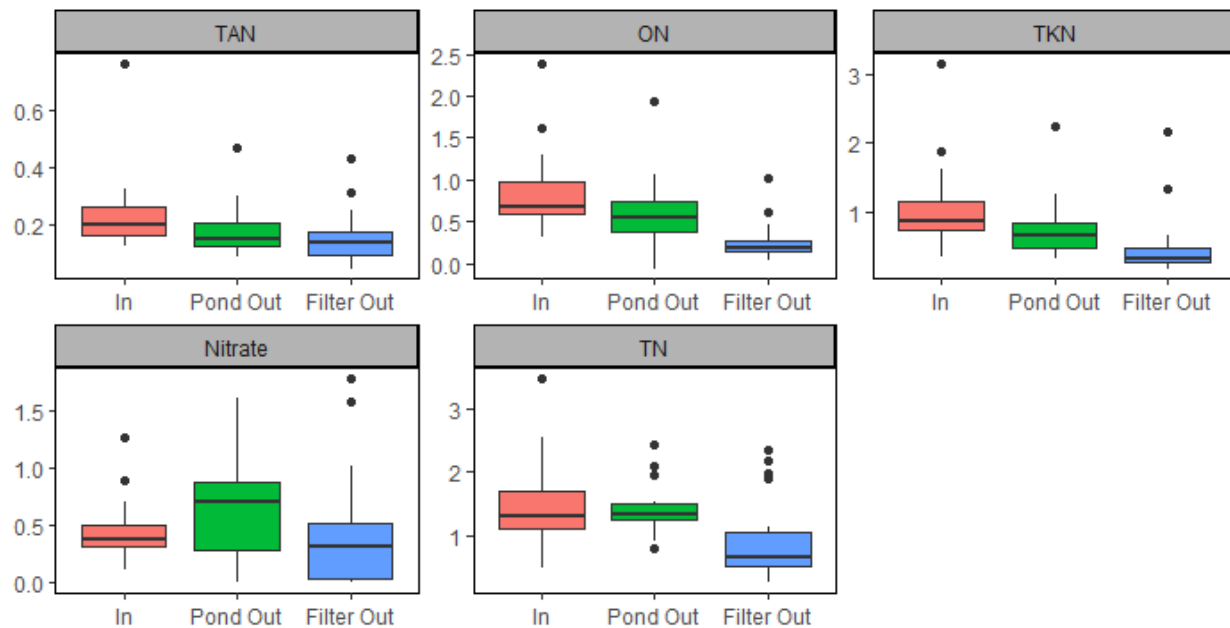 TAN
0.6
0.4
0.2
In Pond Out Filter Out
ON
2.5
2.0
1.5
1.0
0.5
0.0
In Pond Out Filter Out
TKN
3
2
1
In Pond Out Filter Out
Nitrate
1.5
1.0
0.5
0.0
In Pond Out Filter Out
TN
3
2
1
In Pond Out Filter Out